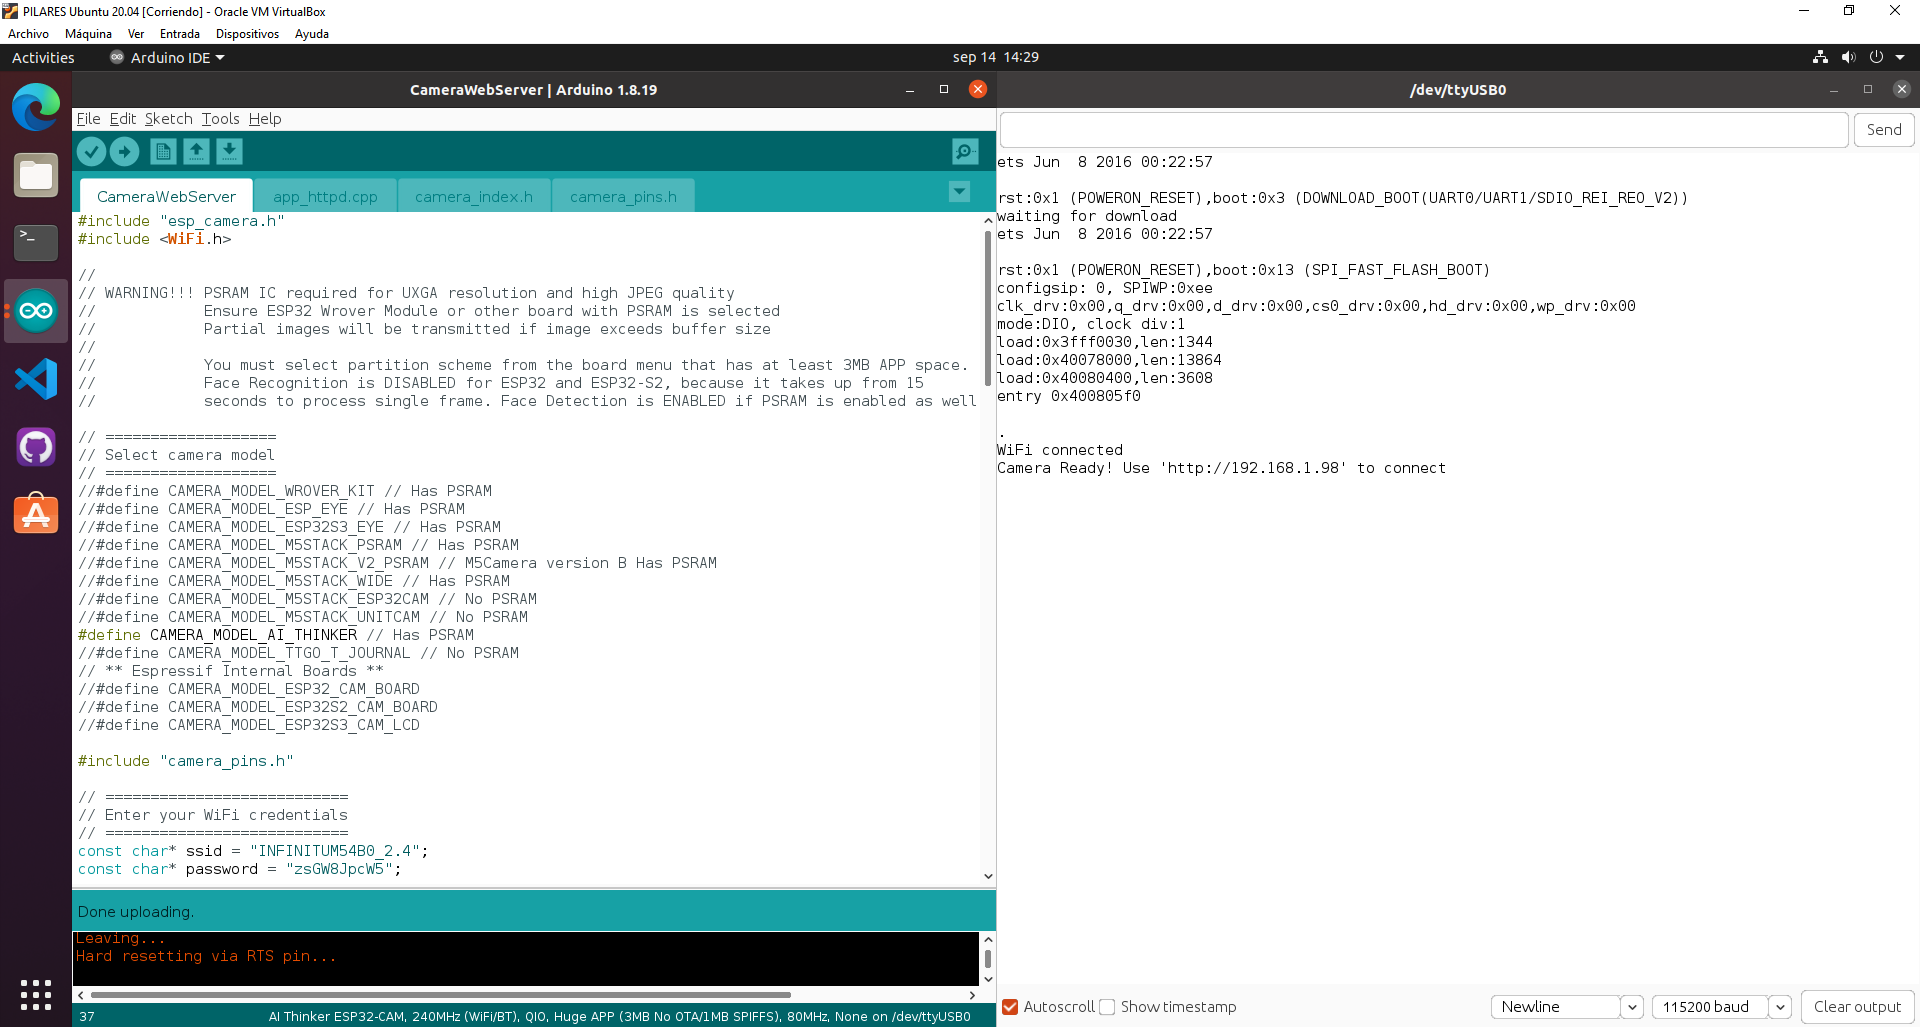 PILARES Ubuntu 20.04 [Corriendo] - Oracle VM VirtualBox
Archivo Máquina Ver Entrada Dispositivos Ayuda
Activities Arduino IDE sep 14 14:29
CameraWebServer | Arduino 1.8.19
File Edit Sketch Tools Help
CameraWebServer app_httpd.cpp camera_index.h camera_pins.h
#include "esp_camera.h"
#include <WiFi.h>
//
// WARNING!!! PSRAM IC required for UXGA resolution and high JPEG quality
// Ensure ESP32 Wrover Module or other board with PSRAM is selected
// Partial images will be transmitted if image exceeds buffer size
//
// You must select partition scheme from the board menu that has at least 3MB APP space.
// Face Recognition is DISABLED for ESP32 and ESP32-S2, because it takes up from 15
// seconds to process single frame. Face Detection is ENABLED if PSRAM is enabled as well
// ===================
// Select camera model
// ===================
//#define CAMERA_MODEL_WROVER_KIT // Has PSRAM
//#define CAMERA_MODEL_ESP_EYE // Has PSRAM
//#define CAMERA_MODEL_ESP32S3_EYE // Has PSRAM
//#define CAMERA_MODEL_M5STACK_PSRAM // Has PSRAM
//#define CAMERA_MODEL_M5STACK_V2_PSRAM // M5Camera version B Has PSRAM
//#define CAMERA_MODEL_M5STACK_WIDE // Has PSRAM
//#define CAMERA_MODEL_M5STACK_ESP32CAM // No PSRAM
//#define CAMERA_MODEL_M5STACK_UNITCAM // No PSRAM
#define CAMERA_MODEL_AI_THINKER // Has PSRAM
//#define CAMERA_MODEL_TTGO_T_JOURNAL // No PSRAM
// ** Espressif Internal Boards **
//#define CAMERA_MODEL_ESP32_CAM_BOARD
//#define CAMERA_MODEL_ESP32S2_CAM_BOARD
//#define CAMERA_MODEL_ESP32S3_CAM_LCD
#include "camera_pins.h"
// ===========================
// Enter your WiFi credentials
// ===========================
const char* ssid = "INFINITUM54B0_2.4";
const char* password = "zsGW8JpcW5";
Done uploading.
Leaving...
Hard resetting via RTS pin...
37 AI Thinker ESP32-CAM, 240MHz (WiFi/BT), QIO, Huge APP (3MB No OTA/1MB SPIFFS), 80MHz, None on /dev/ttyUSB0
/dev/ttyUSB0
Send
ets Jun 8 2016 00:22:57
rst:0x1 (POWERON_RESET),boot:0x3 (DOWNLOAD_BOOT(UART0/UART1/SDIO_REI_REO_V2))
waiting for download
ets Jun 8 2016 00:22:57
rst:0x1 (POWERON_RESET),boot:0x13 (SPI_FAST_FLASH_BOOT)
configsip: 0, SPIWP:0xee
clk_drv:0x00,q_drv:0x00,d_drv:0x00,cs0_drv:0x00,hd_drv:0x00,wp_drv:0x00
mode:DIO, clock div:1
load:0x3fff0030,len:1344
load:0x40078000,len:13864
load:0x40080400,len:3608
entry 0x400805f0
.
WiFi connected
Camera Ready! Use 'http://192.168.1.98' to connect
Autoscroll Show timestamp Newline 115200 baud Clear output